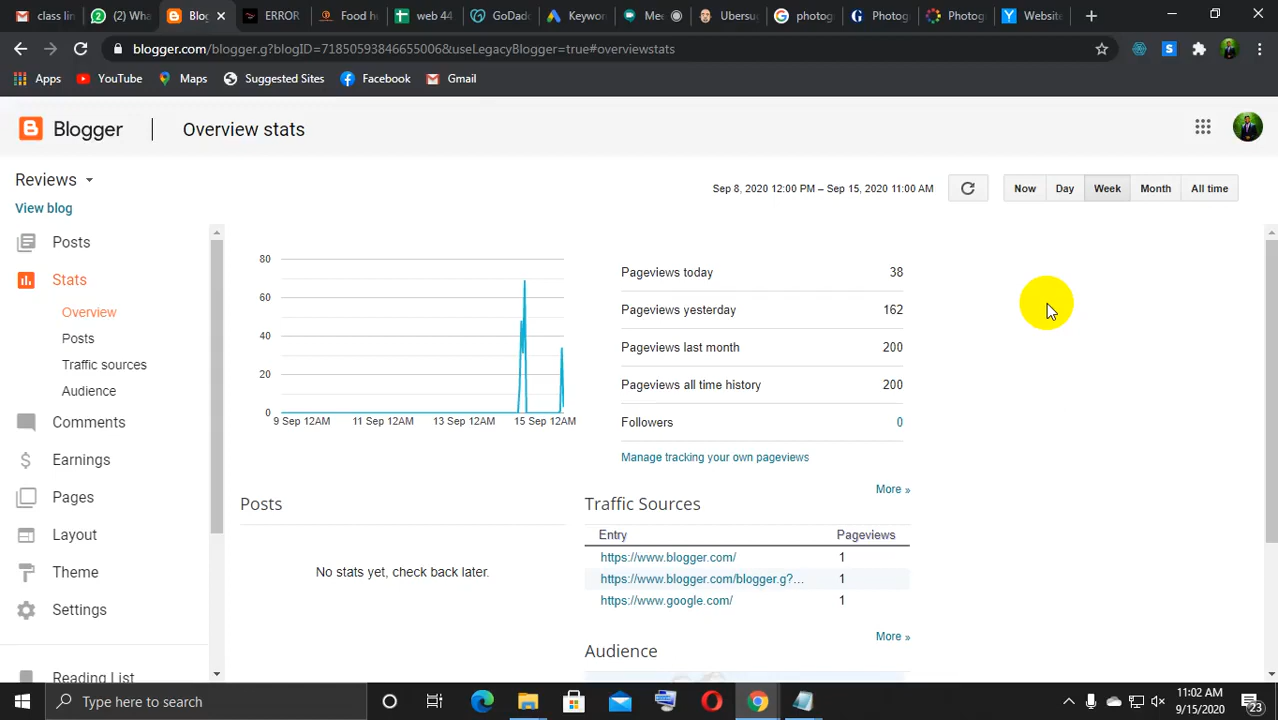 class lin
(2) Wha
Blog
ERROR
Food h
web 44
GoDad
Keywor
Mee
Ubersu
photog
Photog
Photog
Website
blogger.com/blogger.g?blogID=7185059384665​5006&useLegacyBlogger=true#overviewstats
Apps YouTube Maps Suggested Sites Facebook Gmail
Blogger Overview stats
Reviews
Sep 8, 2020 12:00 PM – Sep 15, 2020 11:00 AM
Now Day Week Month All time
View blog
Posts
Stats
Overview
Posts
Traffic sources
Audience
Comments
Earnings
Pages
Layout
Theme
Settings
Reading List
80
60
40
20
0
9 Sep 12AM 11 Sep 12AM 13 Sep 12AM 15 Sep 12AM
Pageviews today 38
Pageviews yesterday 162
Pageviews last month 200
Pageviews all time history 200
Followers 0
Manage tracking your own pageviews
More »
Posts
No stats yet, check back later.
Traffic Sources
Entry Pageviews
https://www.blogger.com/ 1
https://www.blogger.com/blogger.g?... 1
https://www.google.com/ 1
More »
Audience
Type here to search
11:02 AM
9/15/2020
23